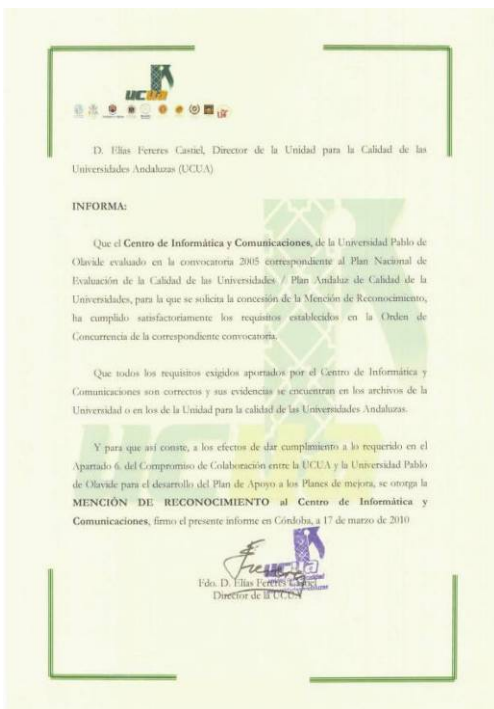 ucua
D. Elías Fereres Castiel, Director de la Unidad para la Calidad de las
Universidades Andaluzas (UCUA)
INFORMA:
Que el Centro de Informática y Comunicaciones, de la Universidad Pablo de
Olavide evaluado en la convocatoria 2005 correspondiente al Plan Nacional de
Evaluación de la Calidad de las Universidades / Plan Andaluz de Calidad de la
Universidades, para la que se solicita la concesión de la Mención de Reconocimiento,
ha cumplido satisfactoriamente los requisitos establecidos en la Orden de
Concurrencia de la correspondiente convocatoria.
Que todos los requisitos exigidos aportados por el Centro de Informática y
Comunicaciones son correctos y sus evidencias se encuentran en los archivos de la
Universidad o en los de la Unidad para la calidad de las Universidades Andaluzas.
Y para que así conste, a los efectos de dar cumplimiento a lo requerido en el
Apartado 6. del Compromiso de Colaboración entre la UCUA y la Universidad Pablo
de Olavide para el desarrollo del Plan de Apoyo a los Planes de mejora, se otorga la
MENCIÓN DE RECONOCIMIENTO al Centro de Informática y
Comunicaciones, firmo el presente informe en Córdoba, a 17 de marzo de 2010
Fdo. D. Elías Fereres Castiel
Director de la UCUA